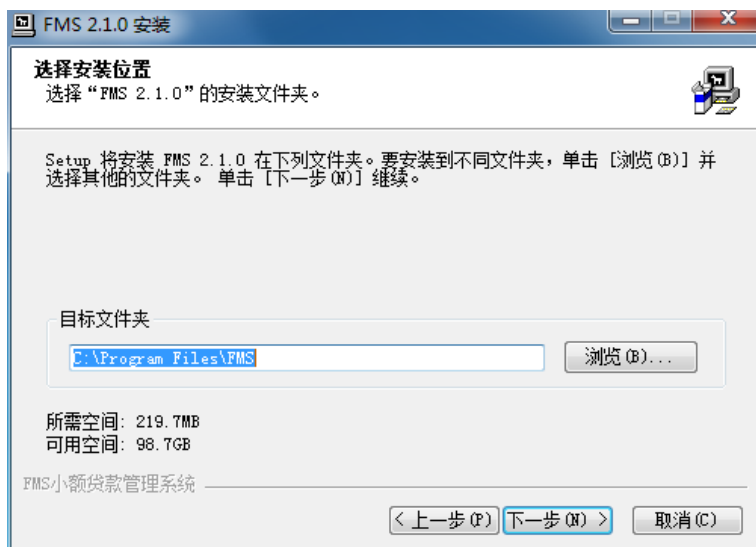 FMS 2.1.0 安装
选择安装位置
选择“FMS 2.1.0”的安装文件夹。
Setup 将安装 FMS 2.1.0 在下列文件夹。要安装到不同文件夹，单击 [浏览(B)] 并
选择其他的文件夹。 单击 [下一步(N)] 继续。
目标文件夹
C:\Program Files\FMS
浏览(B)...
所需空间: 219.7MB
可用空间: 98.7GB
FMS小额贷款管理系统
< 上一步(P) 下一步(N) > 取消(C)